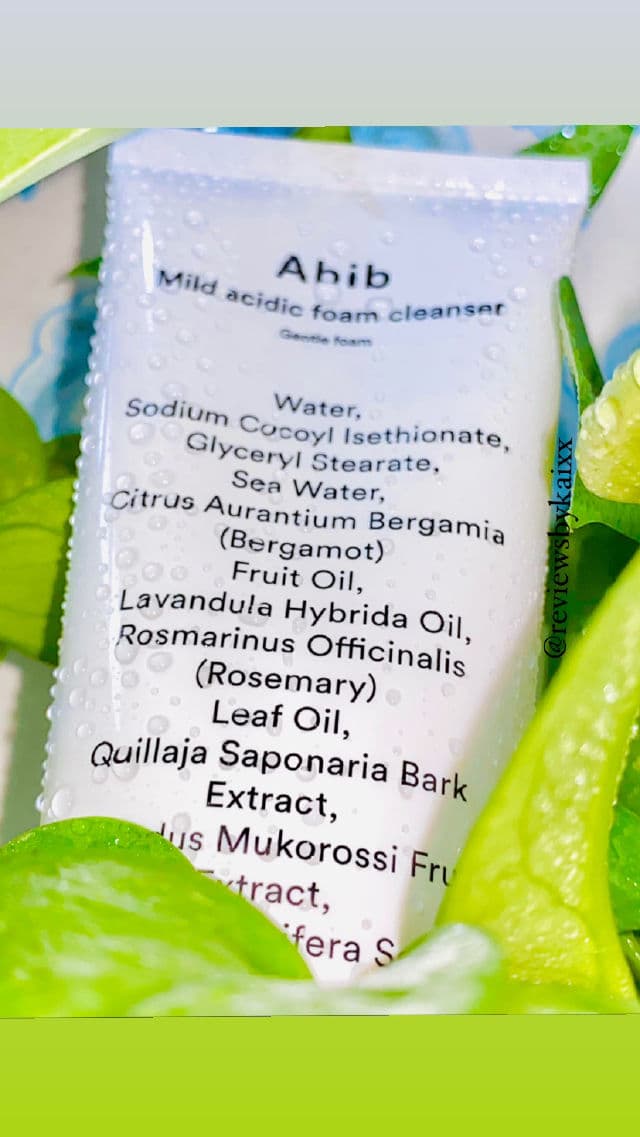 Ahib
Mild acidic foam cleanser
Gentle foam
Water,
Sodium Cocoyl Isethionate,
Glyceryl Stearate,
Sea Water,
Citrus Aurantium Bergamia
(Bergamot)
Fruit Oil,
Lavandula Hybrida Oil,
Rosmarinus Officinalis
(Rosemary)
Leaf Oil,
Quillaja Saponaria Bark
Extract,
Mukorossi
@reviewsbykaixx